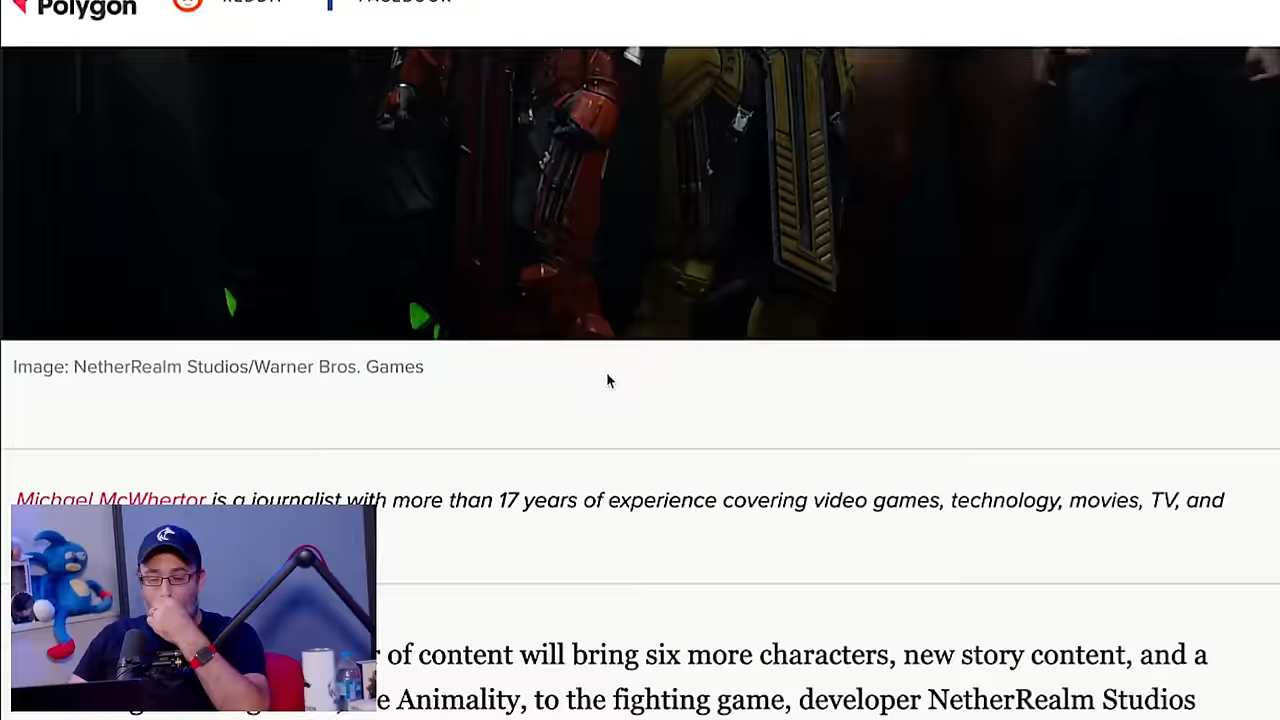 Polygon
REDDIT
FACEBOOK
Image: NetherRealm Studios/Warner Bros. Games
Michael McWhertor is a journalist with more than 17 years of experience covering video games, technology, movies, TV, and
of content will bring six more characters, new story content, and a
Animality, to the fighting game, developer NetherRealm Studios